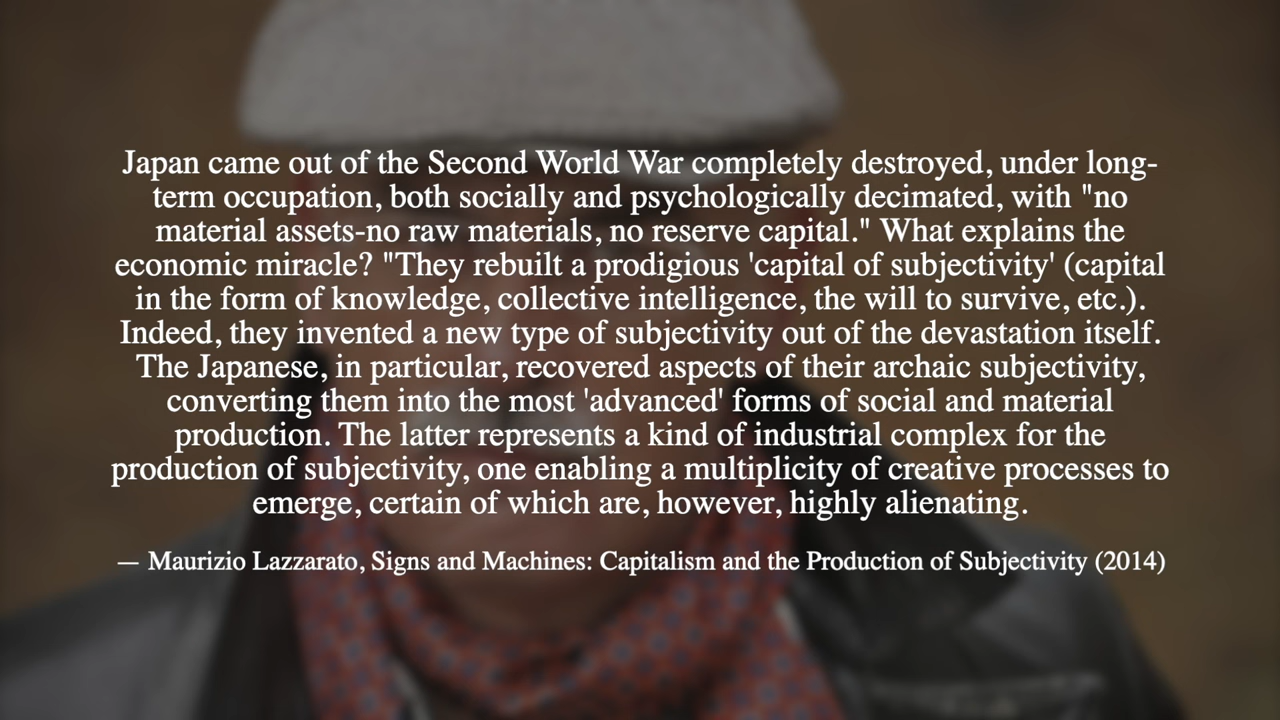 Japan came out of the Second World War completely destroyed, under long-
term occupation, both socially and psychologically decimated, with "no
material assets-no raw materials, no reserve capital." What explains the
economic miracle? "They rebuilt a prodigious 'capital of subjectivity' (capital
in the form of knowledge, collective intelligence, the will to survive, etc.).
Indeed, they invented a new type of subjectivity out of the devastation itself.
The Japanese, in particular, recovered aspects of their archaic subjectivity,
converting them into the most 'advanced' forms of social and material
production. The latter represents a kind of industrial complex for the
production of subjectivity, one enabling a multiplicity of creative processes to
emerge, certain of which are, however, highly alienating.
— Maurizio Lazzarato, Signs and Machines: Capitalism and the Production of Subjectivity (2014)